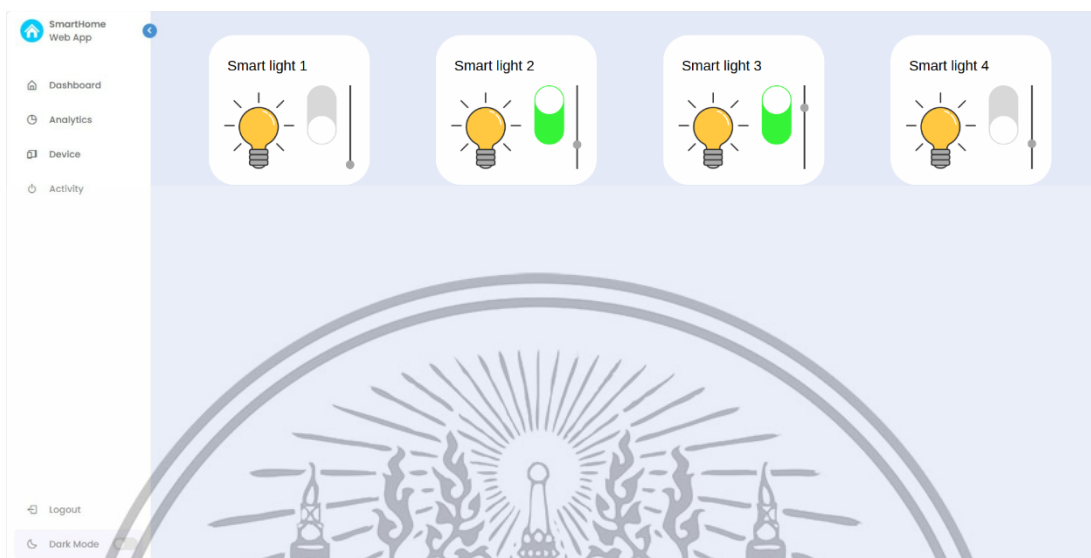 SmartHome
Web App
Dashboard
Analytics
Device
Activity
Logout
Dark Mode
Smart light 1
Smart light 2
Smart light 3
Smart light 4